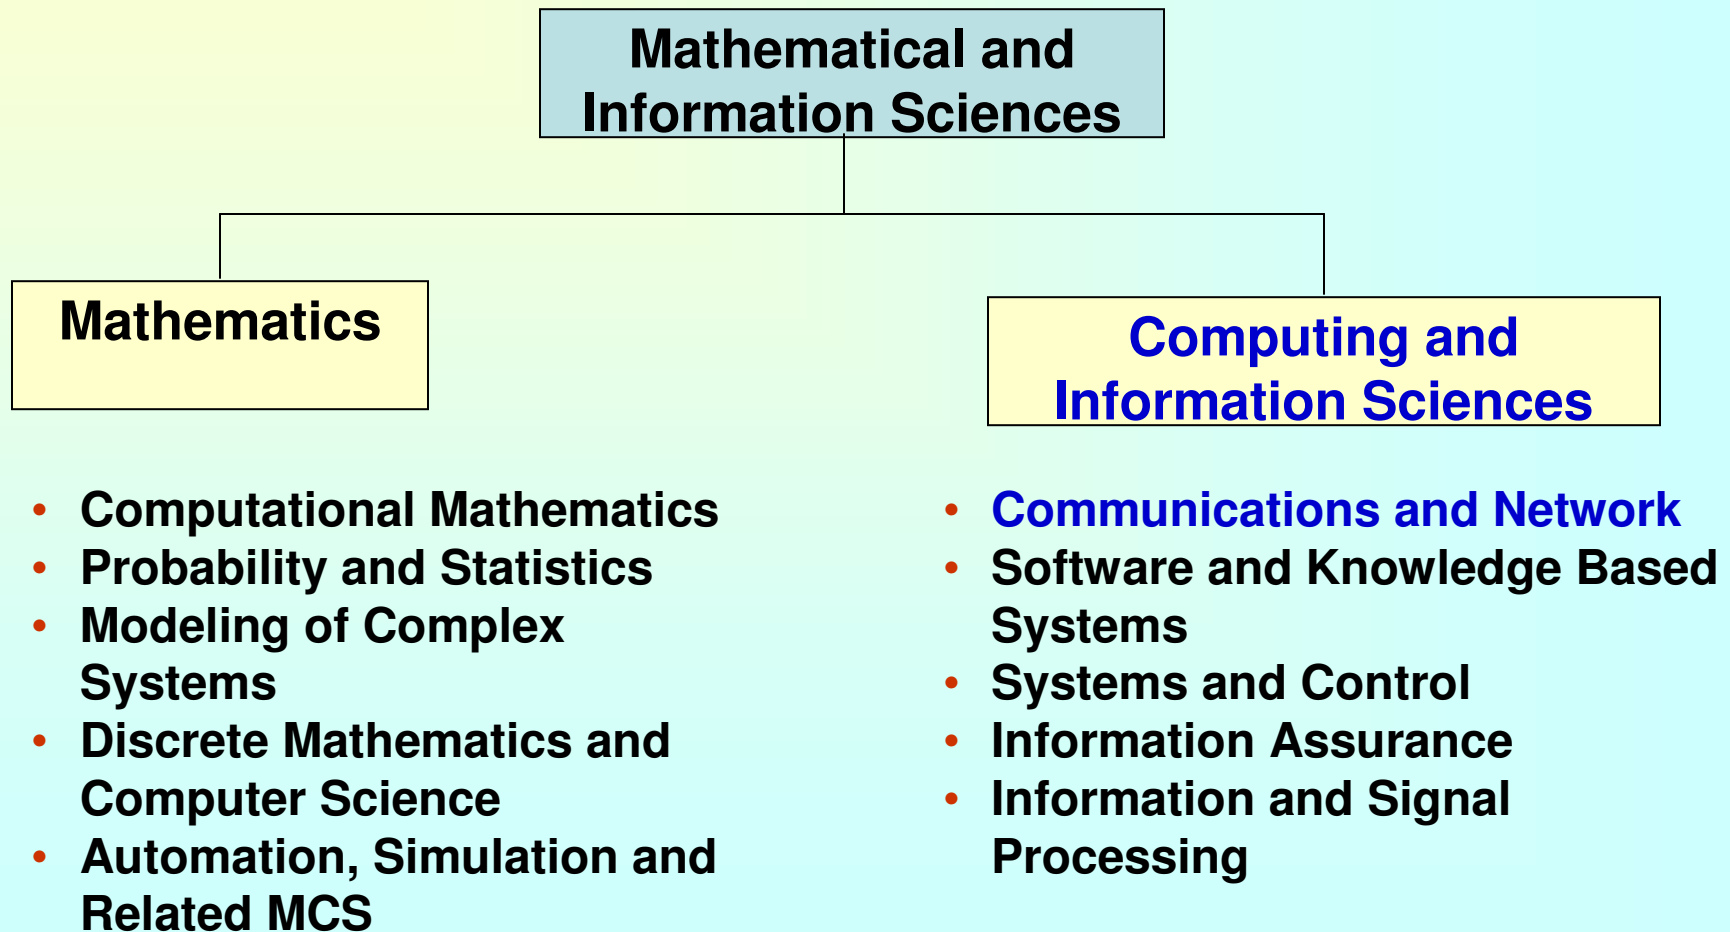 Mathematical and
Information Sciences
Mathematics
Computing and
Information Sciences
• Computational Mathematics
• Probability and Statistics
• Modeling of Complex
Systems
• Discrete Mathematics and
Computer Science
• Automation, Simulation and
Related MCS
• Communications and Network
• Software and Knowledge Based
Systems
• Systems and Control
• Information Assurance
• Information and Signal
Processing